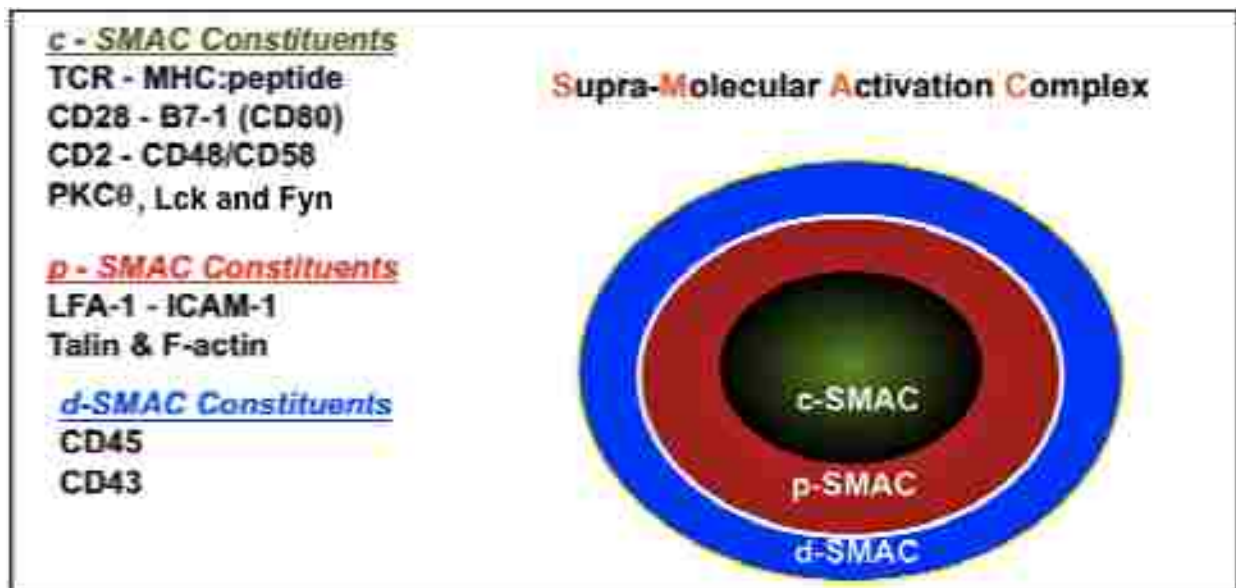 c - SMAC Constituents
TCR - MHC:peptide
CD28 - B7-1 (CD80)
CD2 - CD48/CD58
PKCθ, Lck and Fyn
p - SMAC Constituents
LFA-1 - ICAM-1
Talin & F-actin
d-SMAC Constituents
CD45
CD43
Supra-Molecular Activation Complex
c-SMAC
p-SMAC
d-SMAC